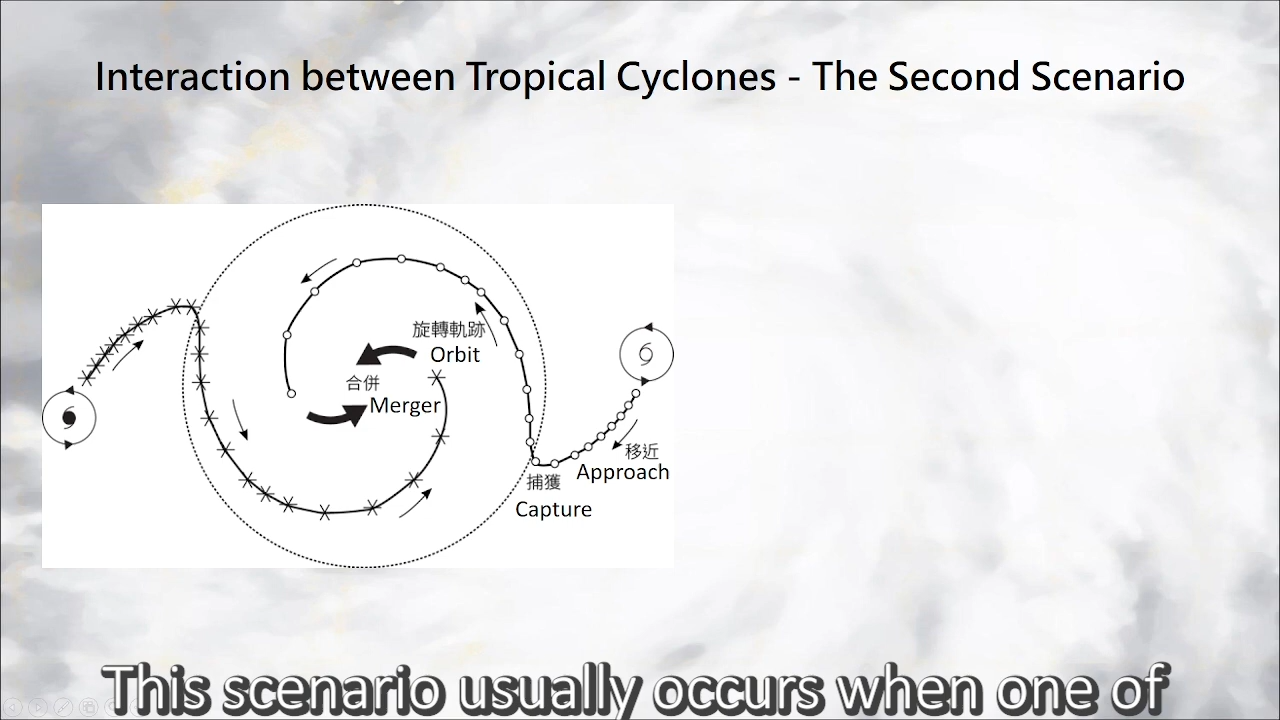 Interaction between Tropical Cyclones - The Second Scenario
旋轉軌跡
Orbit
合併
Merger
移近
Approach
捕獲
Capture
This scenario usually occurs when one of